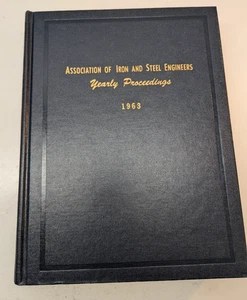 Association of Iron and Steel Engineers
Yearly Proceedings
1963